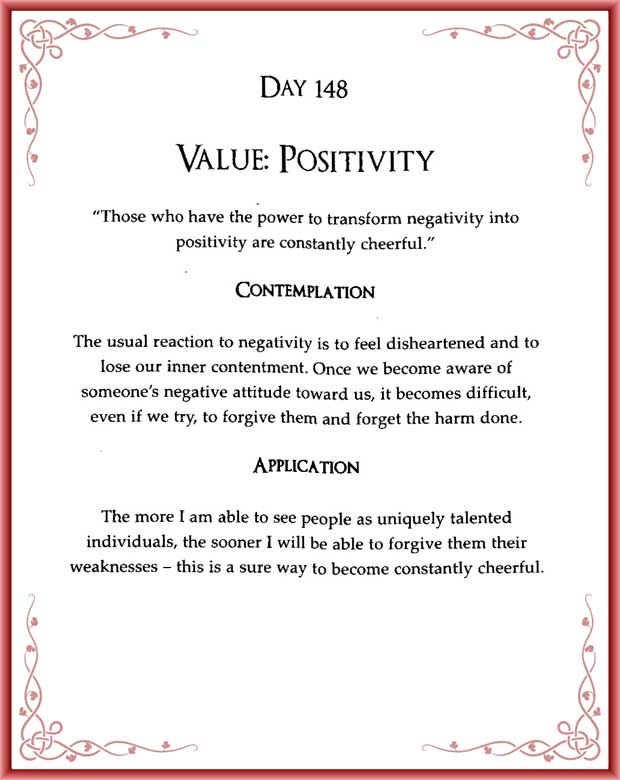 DAY 148
VALUE: POSITIVITY
“Those who have the power to transform negativity into
positivity are constantly cheerful.”
CONTEMPLATION
The usual reaction to negativity is to feel disheartened and to
lose our inner contentment. Once we become aware of
someone’s negative attitude toward us, it becomes difficult,
even if we try, to forgive them and forget the harm done.
APPLICATION
The more I am able to see people as uniquely talented
individuals, the sooner I will be able to forgive them their
weaknesses – this is a sure way to become constantly cheerful.